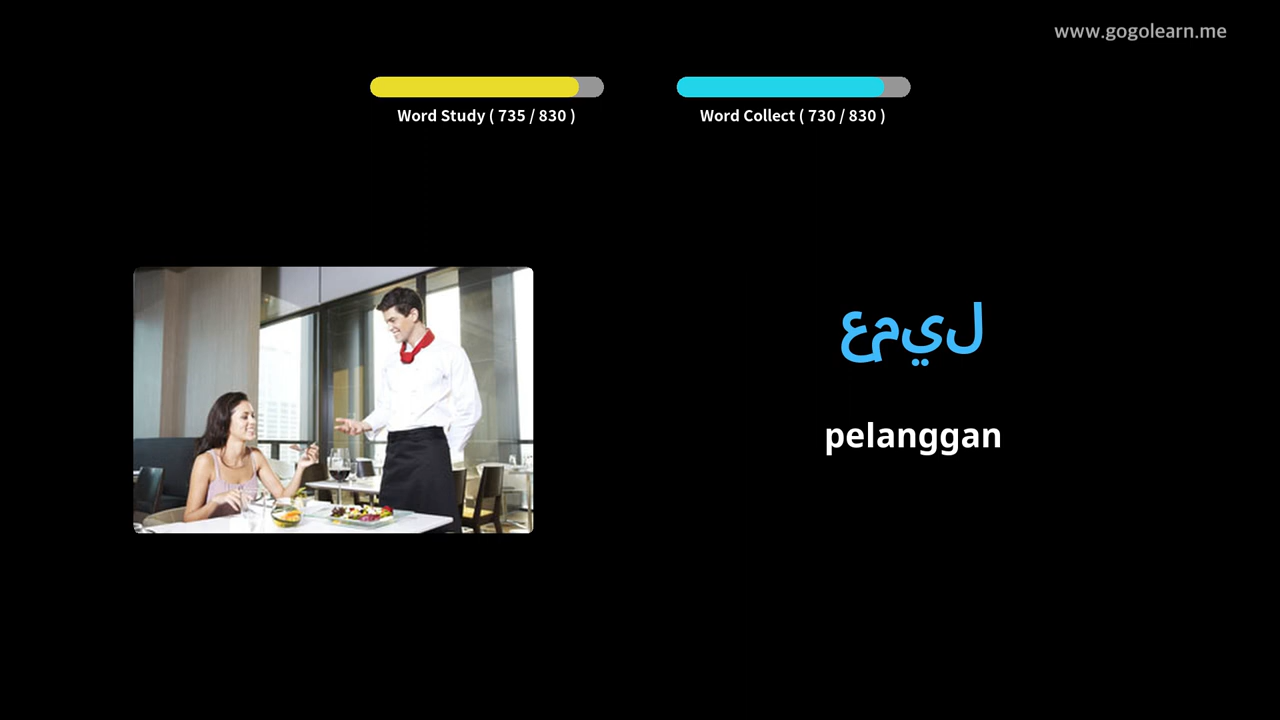 www.gogolearn.me
Word Study ( 735 / 830 )
Word Collect ( 730 / 830 )
عميل
pelanggan